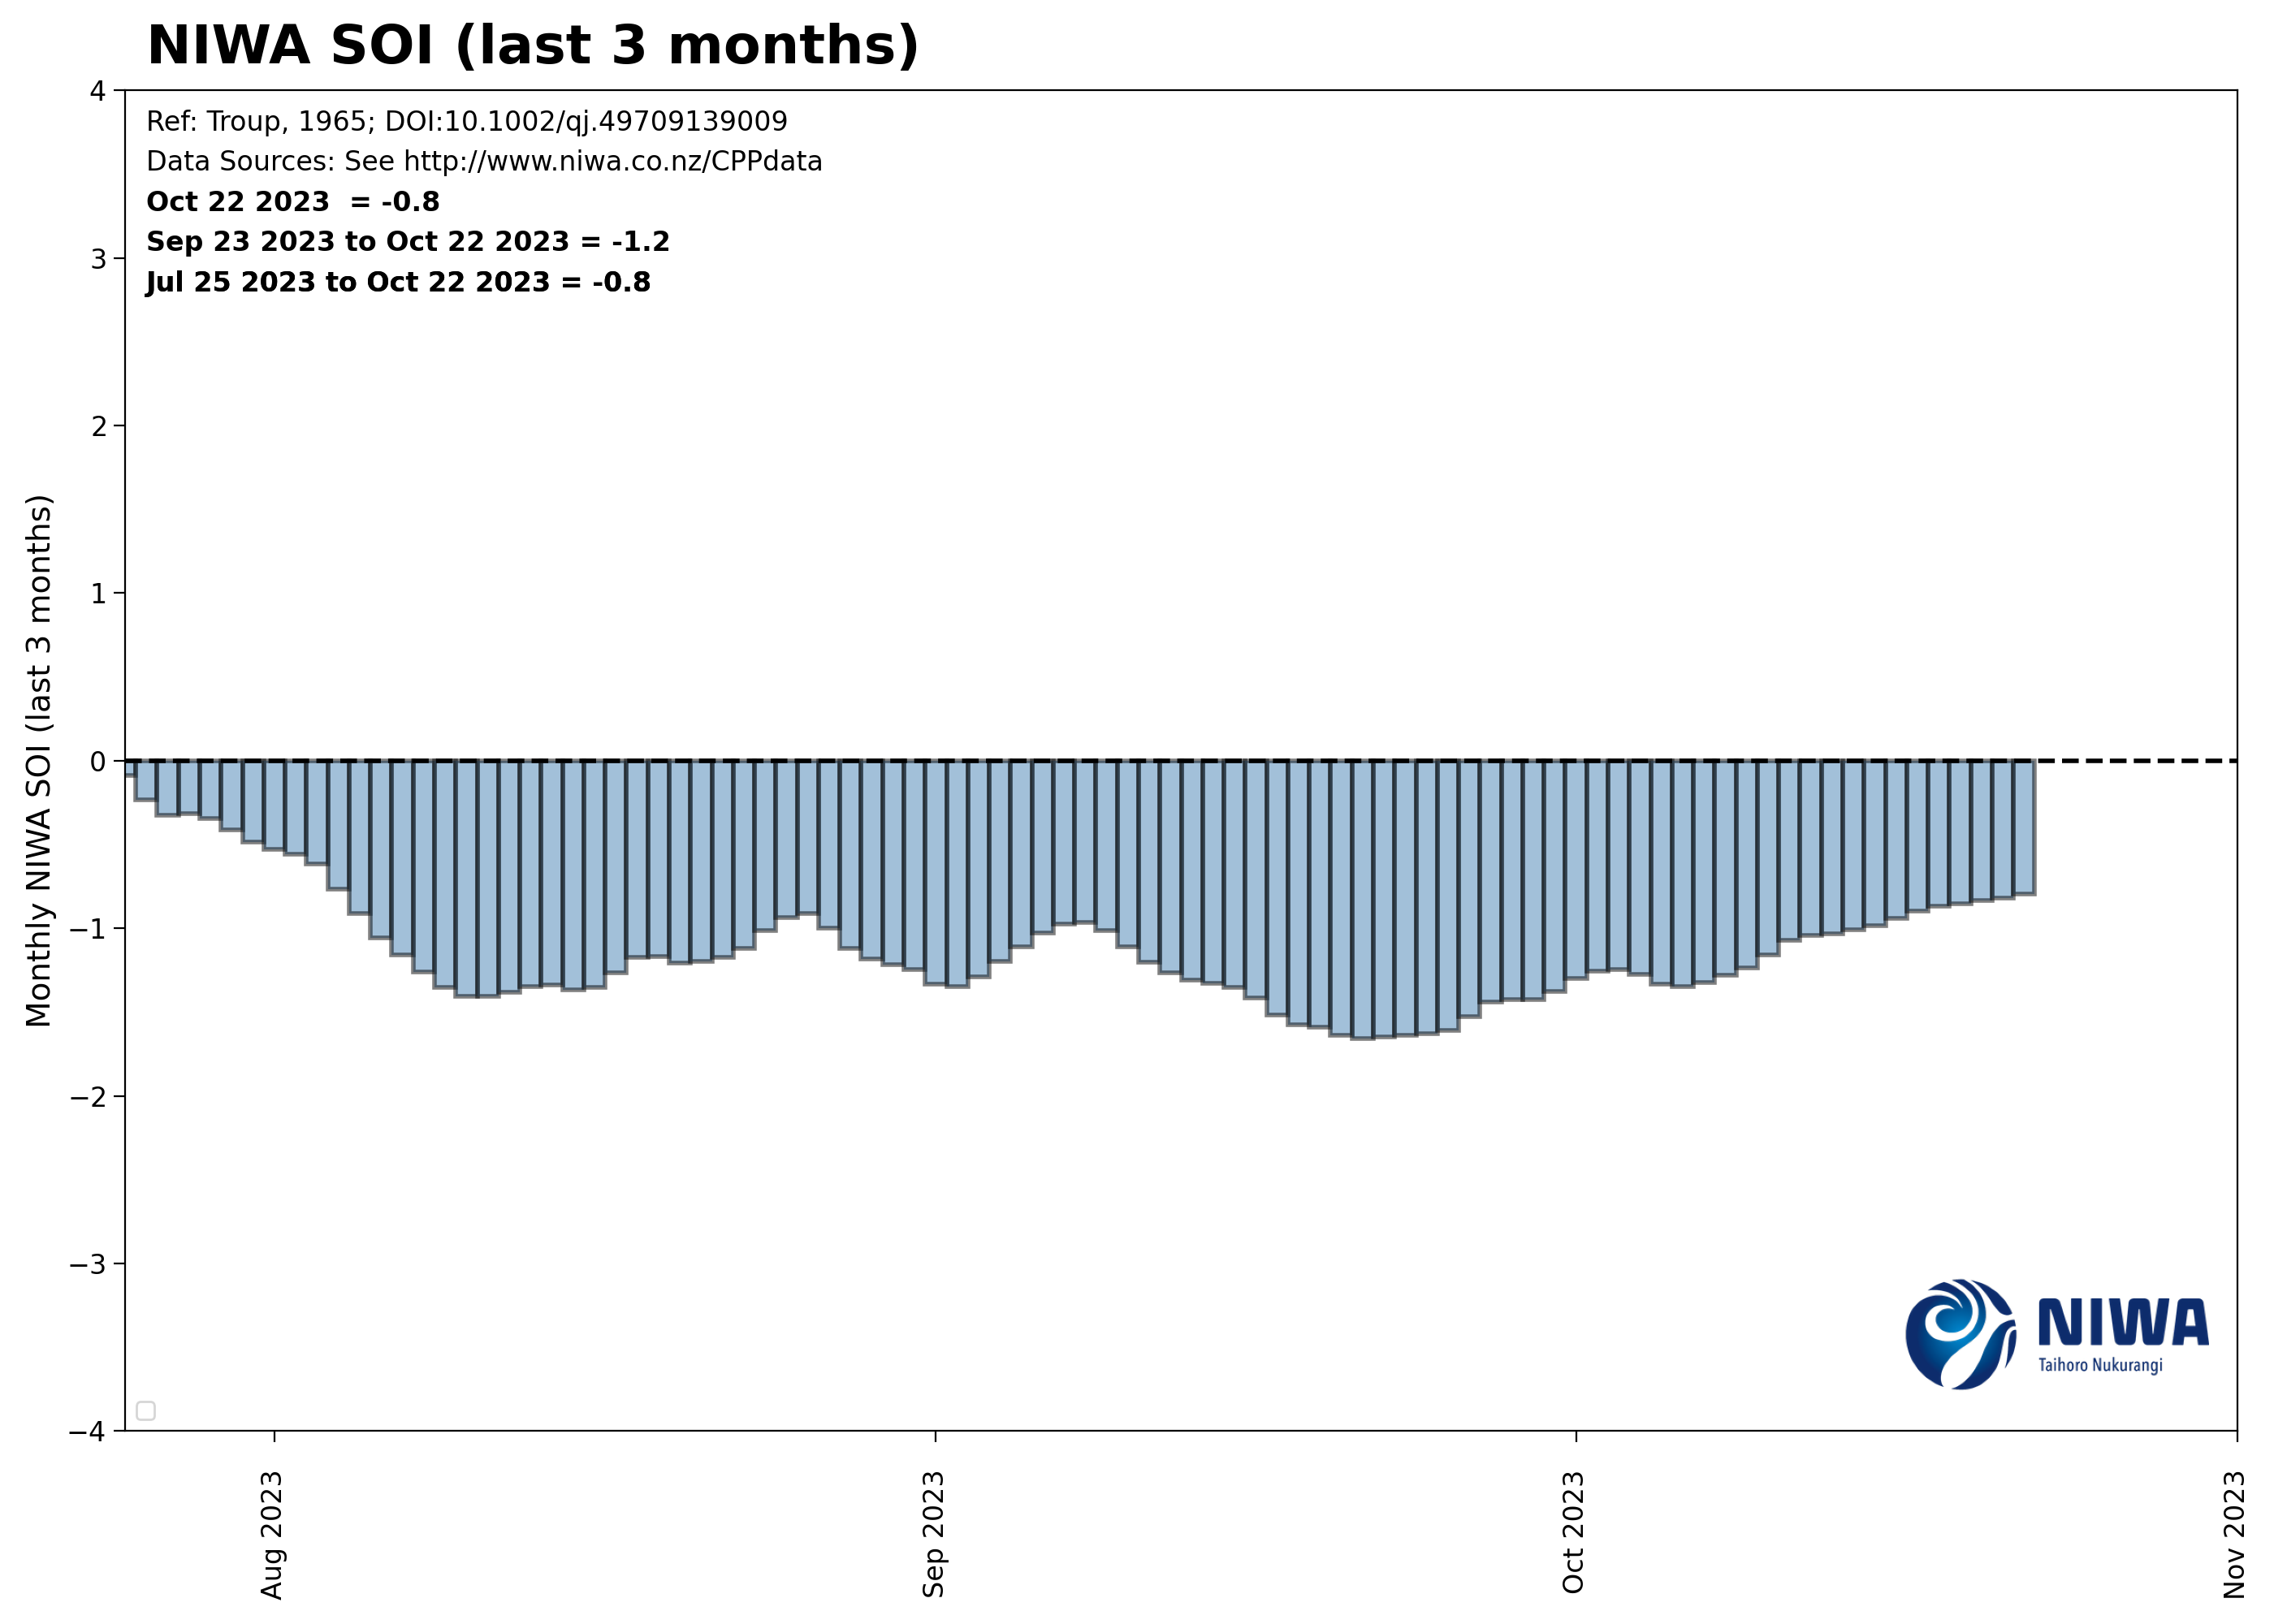 NIWA SOI (last 3 months)
Ref: Troup, 1965; DOI:10.1002/qj.49709139009
Data Sources: See http://www.niwa.co.nz/CPPdata
Oct 22 2023  = -0.8
Sep 23 2023 to Oct 22 2023 = -1.2
Jul 25 2023 to Oct 22 2023 = -0.8
Monthly NIWA SOI (last 3 months)
4
3
2
1
0
−1
−2
−3
−4
Aug 2023
Sep 2023
Oct 2023
Nov 2023
NIWA
Taihoro Nukurangi